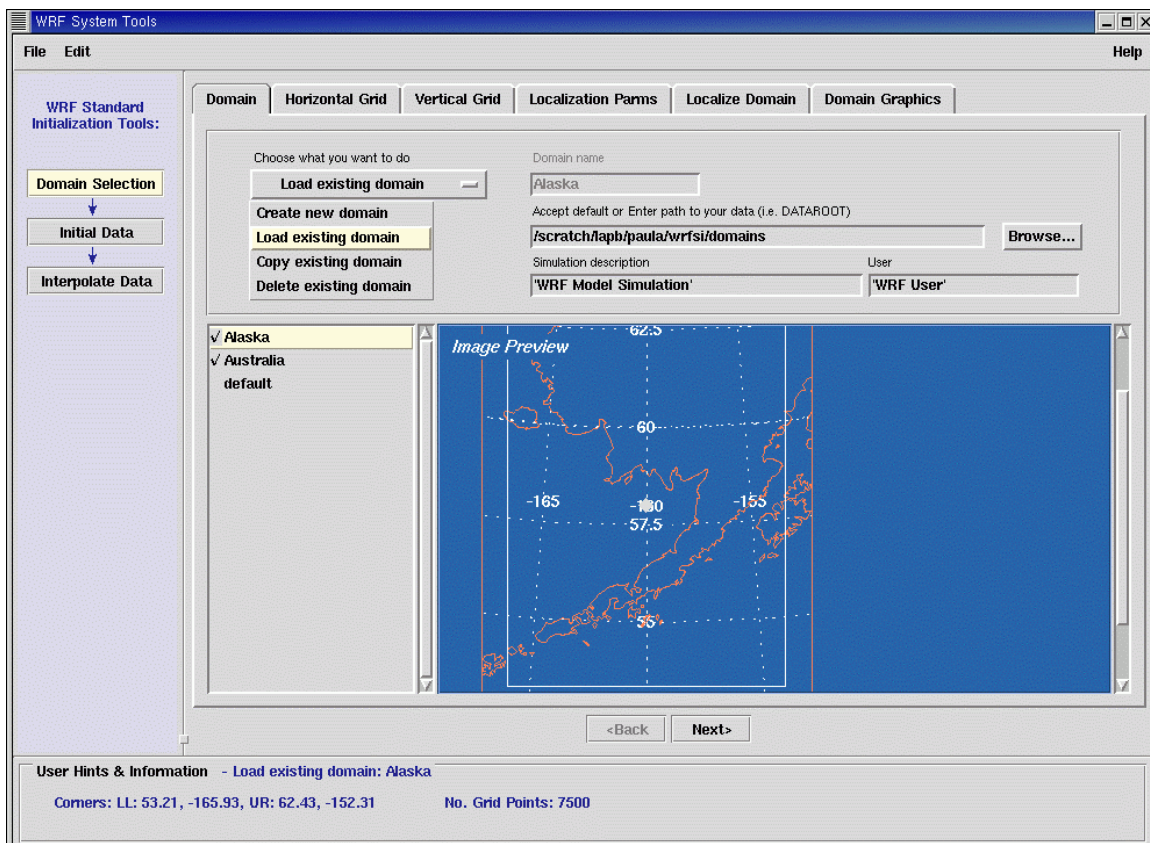 WRF System Tools
File Edit Help
WRF Standard
Initialization Tools:
Domain Selection
Initial Data
Interpolate Data
Domain Horizontal Grid Vertical Grid Localization Parms Localize Domain Domain Graphics
Choose what you want to do
Load existing domain
Create new domain
Load existing domain
Copy existing domain
Delete existing domain
Domain name
Alaska
Accept default or Enter path to your data (i.e. DATAROOT)
/scratch/lapb/paula/wrfsi/domains
Browse...
Simulation description
'WRF Model Simulation'
User
'WRF User'
√ Alaska
√ Australia
default
Image Preview
62.5
60
-165
-160
-155
57.5
55
<Back
Next>
User Hints & Information - Load existing domain: Alaska
Corners: LL: 53.21, -165.93, UR: 62.43, -152.31 No. Grid Points: 7500